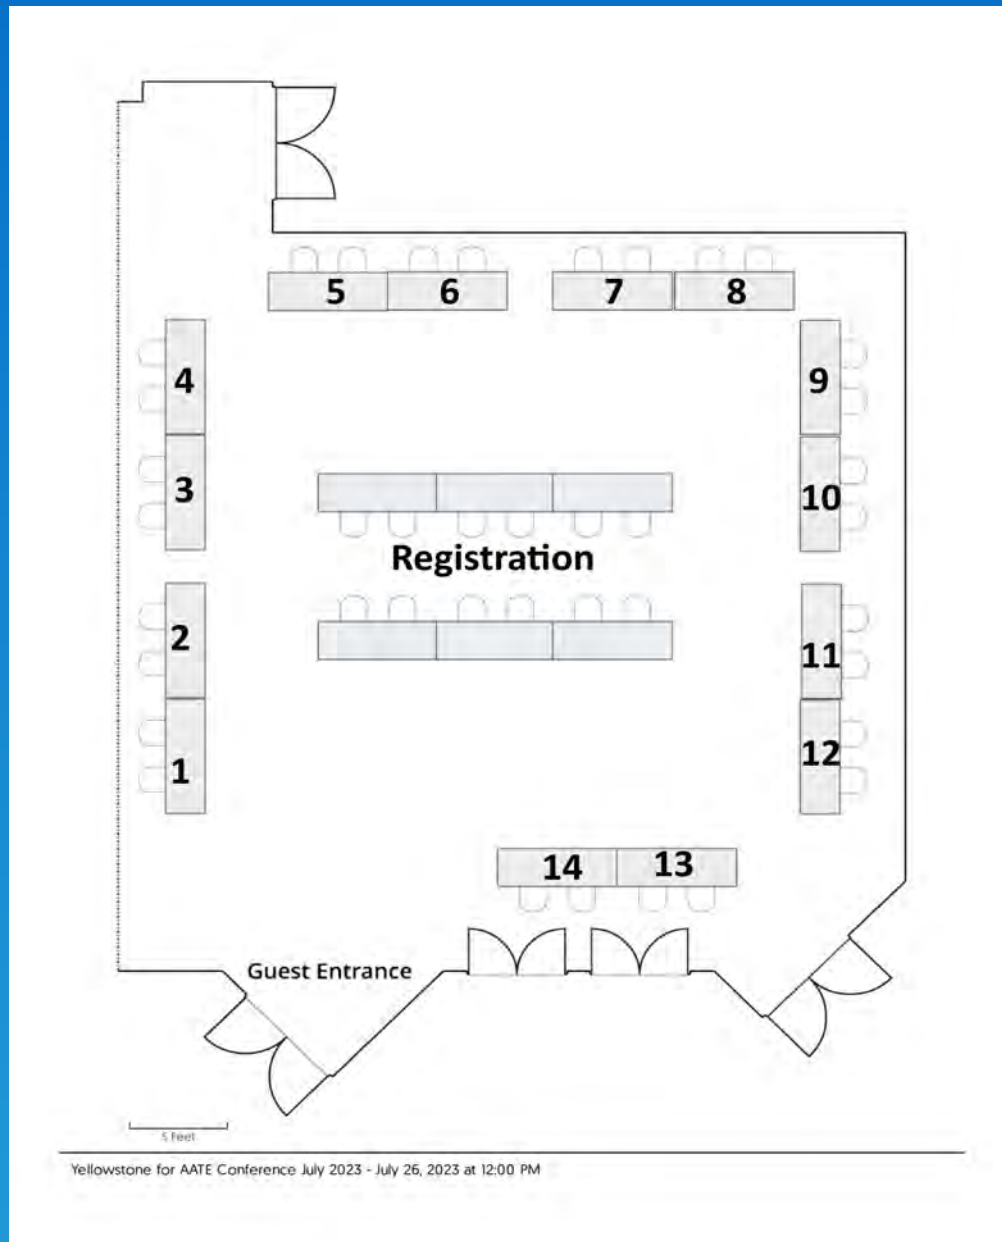 5 6 7 8
4 9
3 10
Registration
2 11
1 12
14 13
Guest Entrance
5 Feet
Yellowstone for AATE Conference July 2023 - July 26, 2023 at 12:00 PM